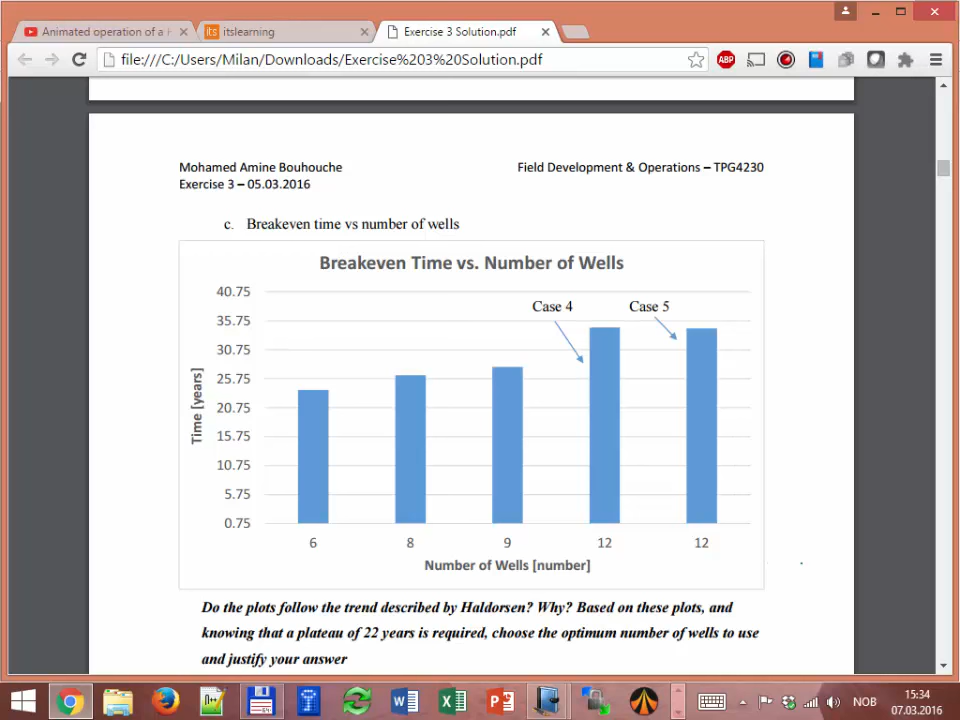 Animated operation of a
itslearning
Exercise 3 Solution.pdf
file:///C:/Users/Milan/Downloads/Exercise%203%20Solution.pdf
ABP
Mohamed Amine Bouhouche
Field Development & Operations – TPG4230
Exercise 3 – 05.03.2016
c. Breakeven time vs number of wells
Breakeven Time vs. Number of Wells
40.75
35.75
30.75
25.75
20.75
15.75
10.75
5.75
0.75
Time [years]
Case 4
Case 5
6 8 9 12 12
Number of Wells [number]
Do the plots follow the trend described by Haldorsen? Why? Based on these plots, and
knowing that a plateau of 22 years is required, choose the optimum number of wells to use
and justify your answer
NOB
15:34
07.03.2016